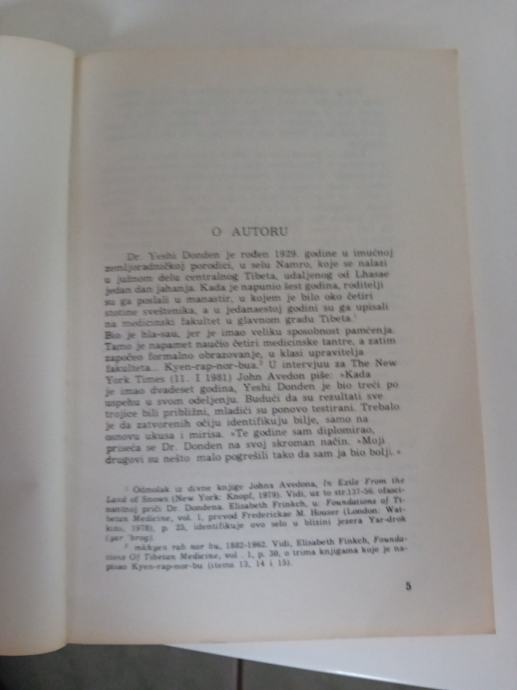 O AUTORU
Dr. Yeshi Donden je rođen 1929. godine u imućnoj
zemljoradničkoj porodici, u selu Namro, koje se nalazi
u južnom delu centralnog Tibeta, udaljenog od Lhasae
jedan dan jahanja. Kada je napunio šest godina, roditelji
su ga poslali u manastir, u kojem je bilo oko četiri
stotine sveštenika, a u jedanaestoj godini su ga upisali
na medicinski fakultet u glavnom gradu Tibeta.¹
Bio je hla-sau, jer je imao veliku sposobnost pamćenja.
Tamo je napamet naučio četiri medicinske tantre, a zatim
započeo formalno obrazovanje, u klasi upravitelja
fakulteta... Kyen-rap-nor-bua.² U intervjuu za The New
York Times (11. I 1981) John Avedon piše: »Kada
je imao dvadeset godina, Yeshi Donden je bio treći po
uspehu u svom odeljenju. Budući da su rezultati sve
trojice bili približni, mladići su ponovo testirani. Trebalo
je da zatvorenih očiju identifikuju bilje, samo na
osnovu ukusa i mirisa. »Te godine sam diplomirao,
priseća se Dr. Donden na svoj skroman način. »Moji
drugovi su nešto malo pogrešili tako da sam ja bio bolji.«
¹ Odmolak iz divne knjige Johna Avedona, In Exile From the
Land of Snows (New York: Knopf, 1979). Vidi, uz to str.137-56.
tinaninoj priči Dr. Dondena. Elisabeth Frinkch, u: Foundations of Ti-
betan Medicine, vol. 1, prevod Frederickae M. Houser (London: Wat-
kins, 1978), p. 23, identifikuje ovo selo u blizini jezera Yar-drok
(yar 'brog).
² mkhyen rab nor bu, 1882-1962. Vidi, Elisabeth Finkch, Founda-
tions Of Tibetan Medicine, vol . 1, p. 30, o trima knjigama koje je na-
pisao Kyen-rap-nor-bu (stema 13, 14 i 15).
5